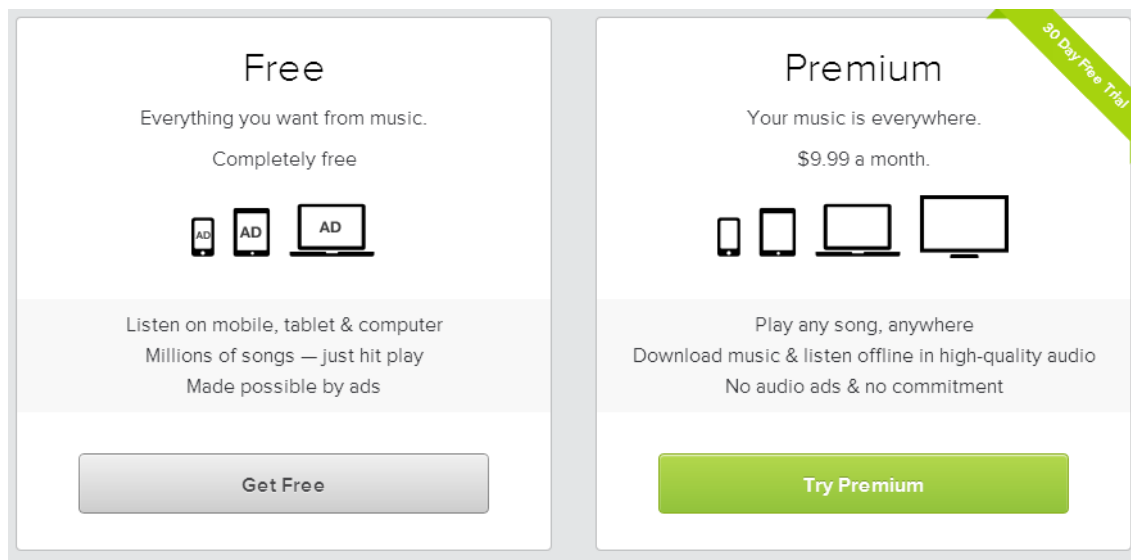 Free
Everything you want from music.
Completely free
AD
AD
AD
Listen on mobile, tablet & computer
Millions of songs — just hit play
Made possible by ads
Get Free
30 Day Free Trial
Premium
Your music is everywhere.
$9.99 a month.
Play any song, anywhere
Download music & listen offline in high-quality audio
No audio ads & no commitment
Try Premium